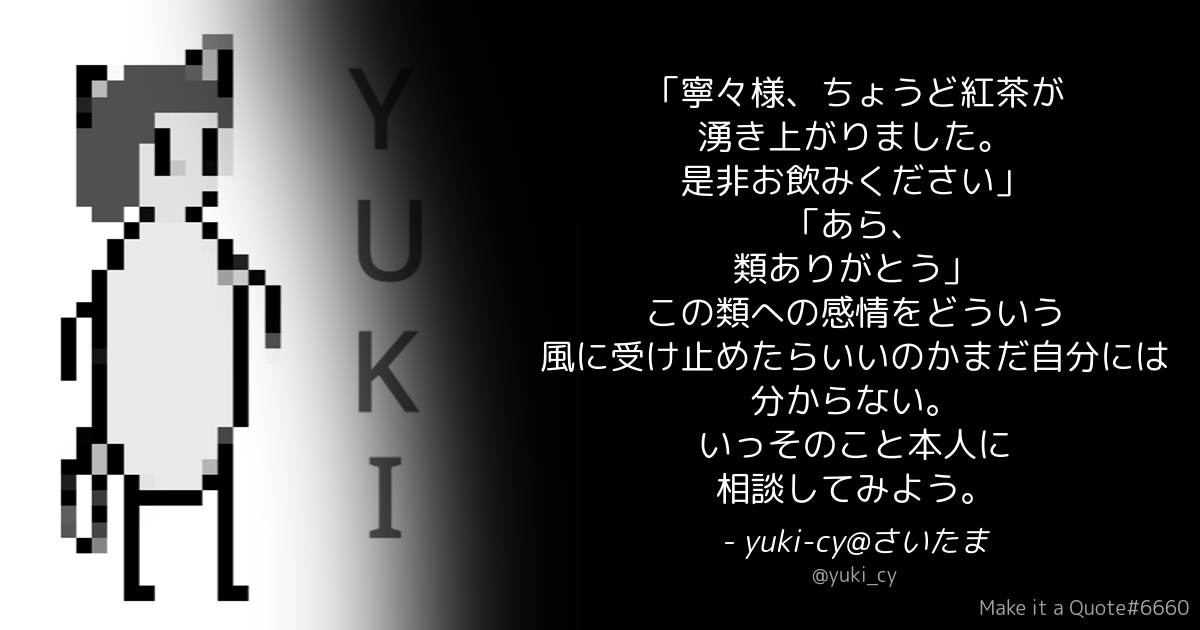 YUKI
「寧々様、ちょうど紅茶が
湧き上がりました。
是非お飲みください」
「あら、
類ありがとう」
この類への感情をどういう
風に受け止めたらいいのかまだ自分には
分からない。
いっそのこと本人に
相談してみよう。
- yuki-cy@さいたま
@yuki_cy
Make it a Quote#6660